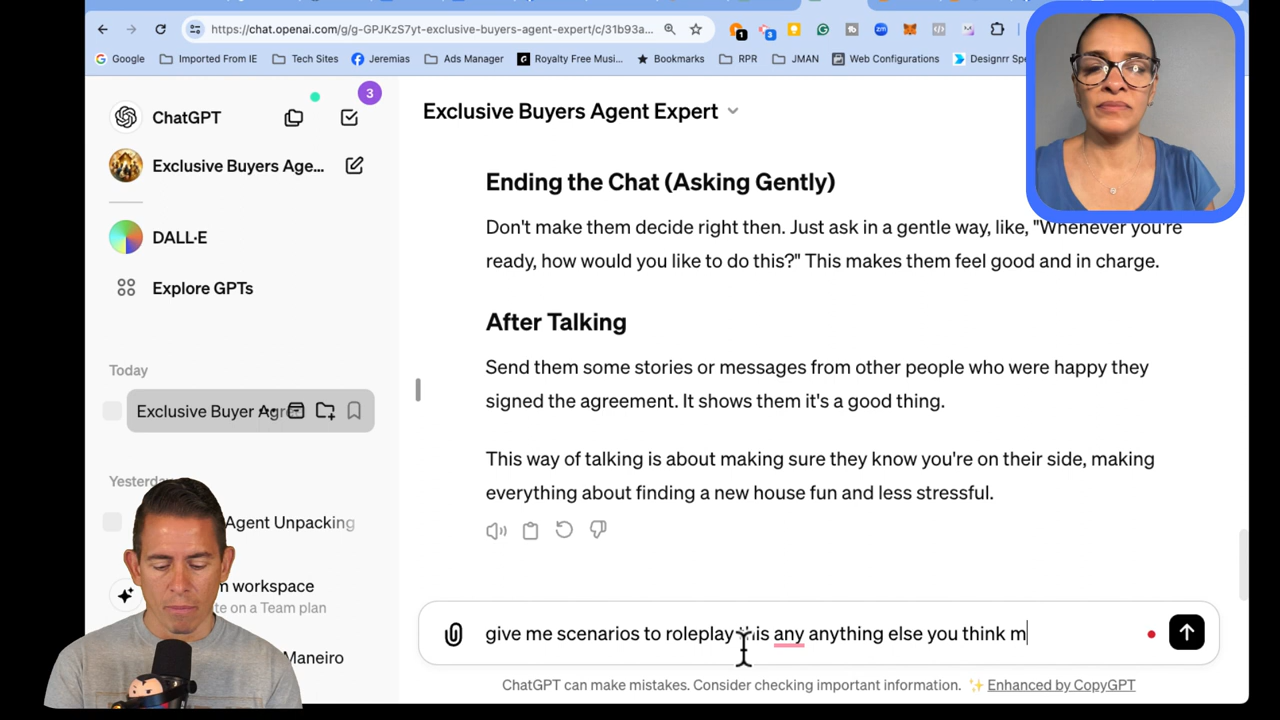 https://chat.openai.com/g/g-GPJKzS7yt-exclusive-buyers-agent-expert/c/31b93a...
1
3
Google
Imported From IE
Tech Sites
Jeremias
Ads Manager
Royalty Free Musi...
Bookmarks
RPR
JMAN
Web Configurations
Designrr Spe
3
ChatGPT
Exclusive Buyers Age...
DALL·E
Explore GPTs
Today
Exclusive Buyer Agre
Yesterday
Agent Unpacking
workspace
te on a Team plan
Maneiro
Exclusive Buyers Agent Expert
Ending the Chat (Asking Gently)
Don't make them decide right then. Just ask in a gentle way, like, "Whenever you're
ready, how would you like to do this?" This makes them feel good and in charge.
After Talking
Send them some stories or messages from other people who were happy they
signed the agreement. It shows them it's a good thing.
This way of talking is about making sure they know you're on their side, making
everything about finding a new house fun and less stressful.
give me scenarios to roleplay this any anything else you think m
ChatGPT can make mistakes. Consider checking important information. ✨ Enhanced by CopyGPT